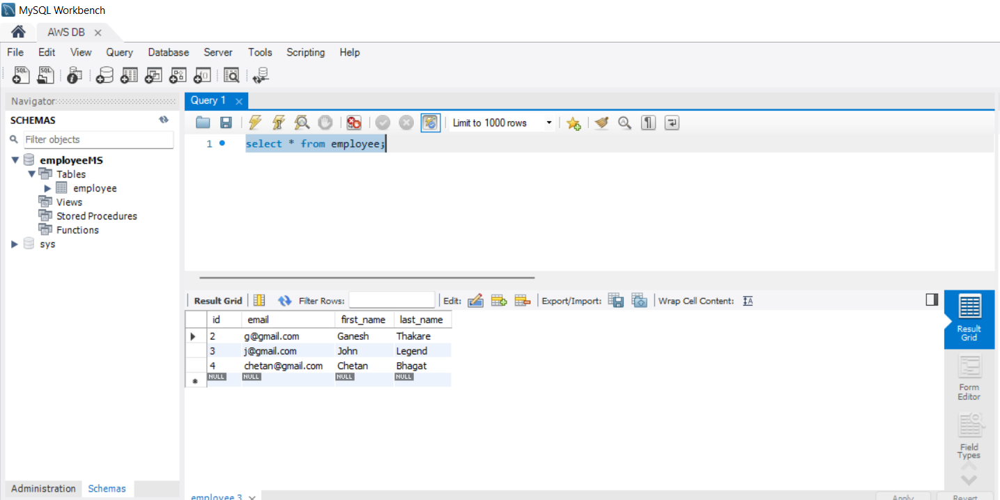 MySQL Workbench
AWS DB
File Edit View Query Database Server Tools Scripting Help
SQL SQL
Navigator
SCHEMAS
Filter objects
employeeMS
Tables
employee
Views
Stored Procedures
Functions
sys
Administration Schemas
Query 1
Limit to 1000 rows
1 select * from employee;
Result Grid Filter Rows: Edit: Export/Import: Wrap Cell Content: IA
id email first_name last_name
2 g@gmail.com Ganesh Thakare
3 j@gmail.com John Legend
4 chetan@gmail.com Chetan Bhagat
NULL NULL NULL NULL
Result
Grid
Form
Editor
Field
Types
employee 3
Apply Revert